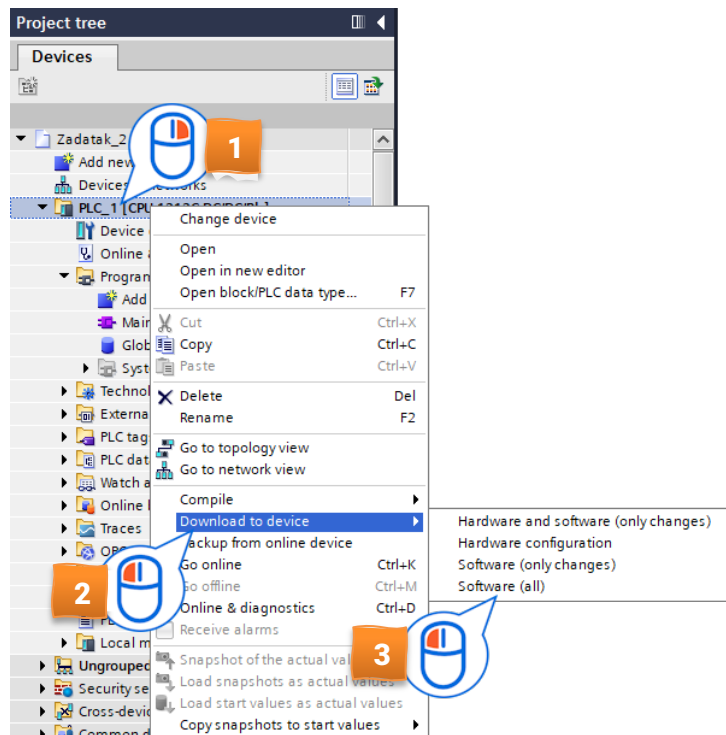 Project tree
Devices
Zadatak_2
Add new
Devices
PLC_1 [CPU 1212C DC/DC/Rly]
Device
Online
Program
Add
Main
Glob
Syst
Technol
Externa
PLC tag
PLC dat
Watch a
Online
Traces
OPC
Local m
Ungrouped
Security se
Cross-devic
Common d
1
Change device
Open
Open in new editor
Open block/PLC data type... F7
Cut Ctrl+X
Copy Ctrl+C
Paste Ctrl+V
Delete Del
Rename F2
Go to topology view
Go to network view
Compile
Download to device
Backup from online device
Go online Ctrl+K
Go offline Ctrl+M
Online & diagnostics Ctrl+D
Receive alarms
Snapshot of the actual values
Load snapshots as actual values
Load start values as actual values
Copy snapshots to start values
2
Hardware and software (only changes)
Hardware configuration
Software (only changes)
Software (all)
3